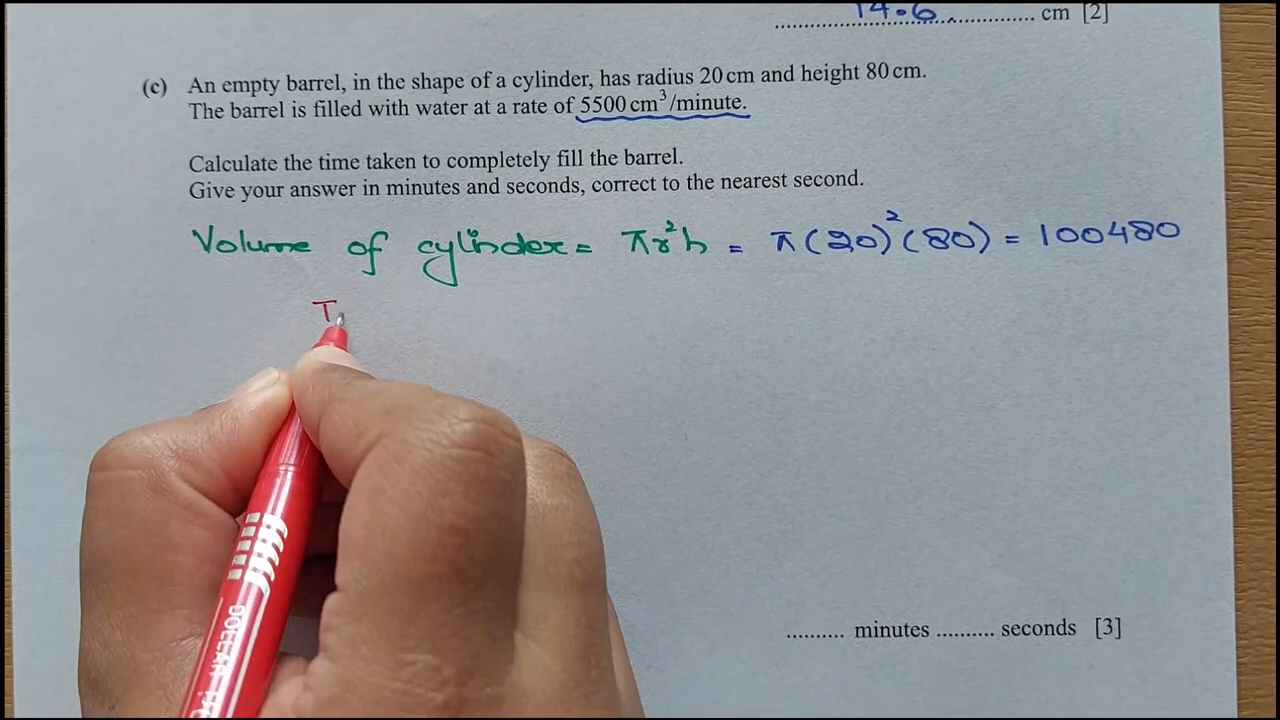 14.6 cm [2]
(c) An empty barrel, in the shape of a cylinder, has radius 20 cm and height 80 cm.
The barrel is filled with water at a rate of 5500 cm³/minute.
Calculate the time taken to completely fill the barrel.
Give your answer in minutes and seconds, correct to the nearest second.
Volume of cylinder = πr²h = π(20)²(80) = 100480
T
.......... minutes .......... seconds [3]